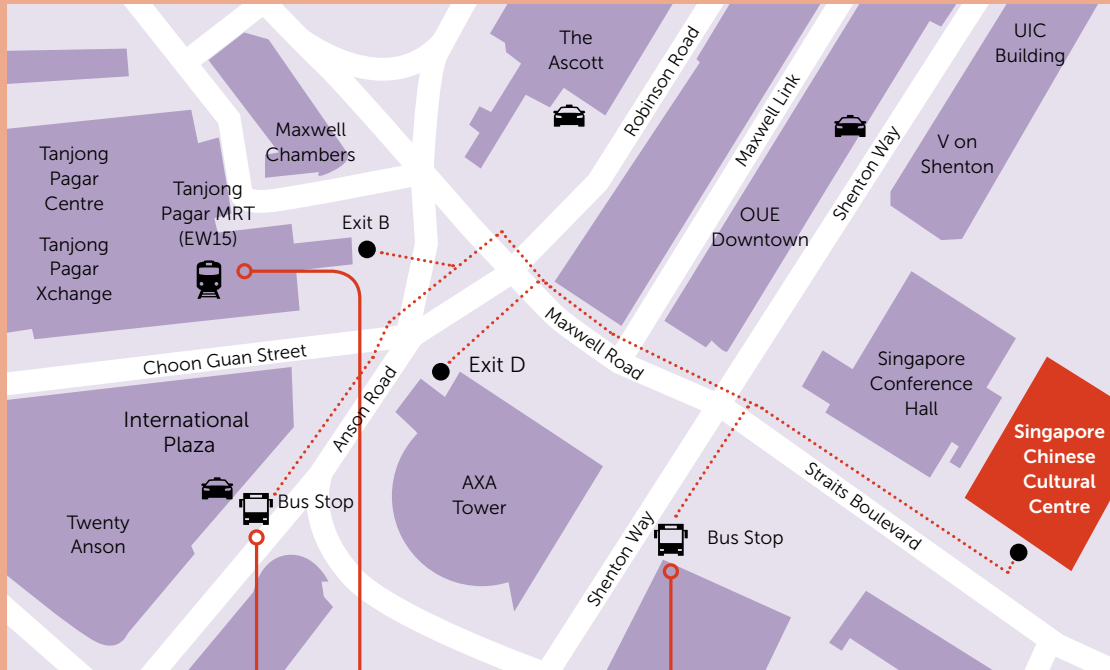 The
Ascott
UIC
Building
Robinson Road
Maxwell Link
Shenton Way
V on
Shenton
Maxwell
Chambers
Tanjong
Pagar
Centre
Tanjong
Pagar MRT
(EW15)
Exit B
OUE
Downtown
Tanjong
Pagar
Xchange
Maxwell Road
Choon Guan Street
Exit D
Singapore
Conference
Hall
Anson Road
International
Plaza
Singapore
Chinese
Cultural
Centre
AXA
Tower
Straits Boulevard
Bus Stop
Twenty
Anson
Shenton Way
Bus Stop